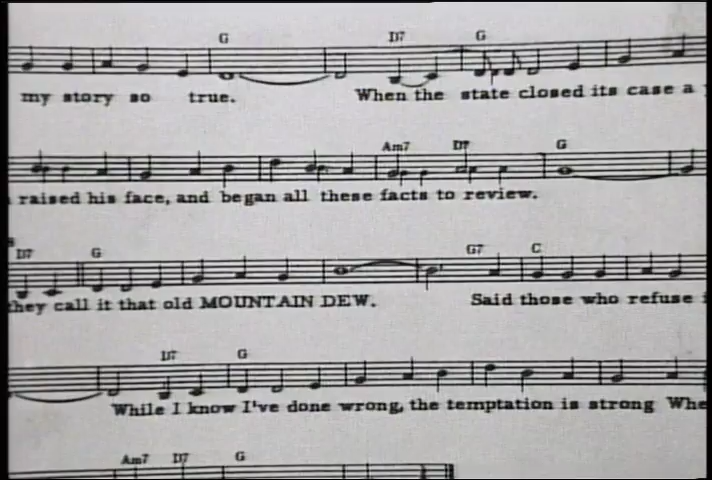 G D7 G
my story so true. When the state closed its case a
Am7 D7 G
raised his face, and began all these facts to review.
D7 G G7 C
they call it that old MOUNTAIN DEW. Said those who refuse
D7 G
While I know I've done wrong, the temptation is strong Whe
Am7 D7 G